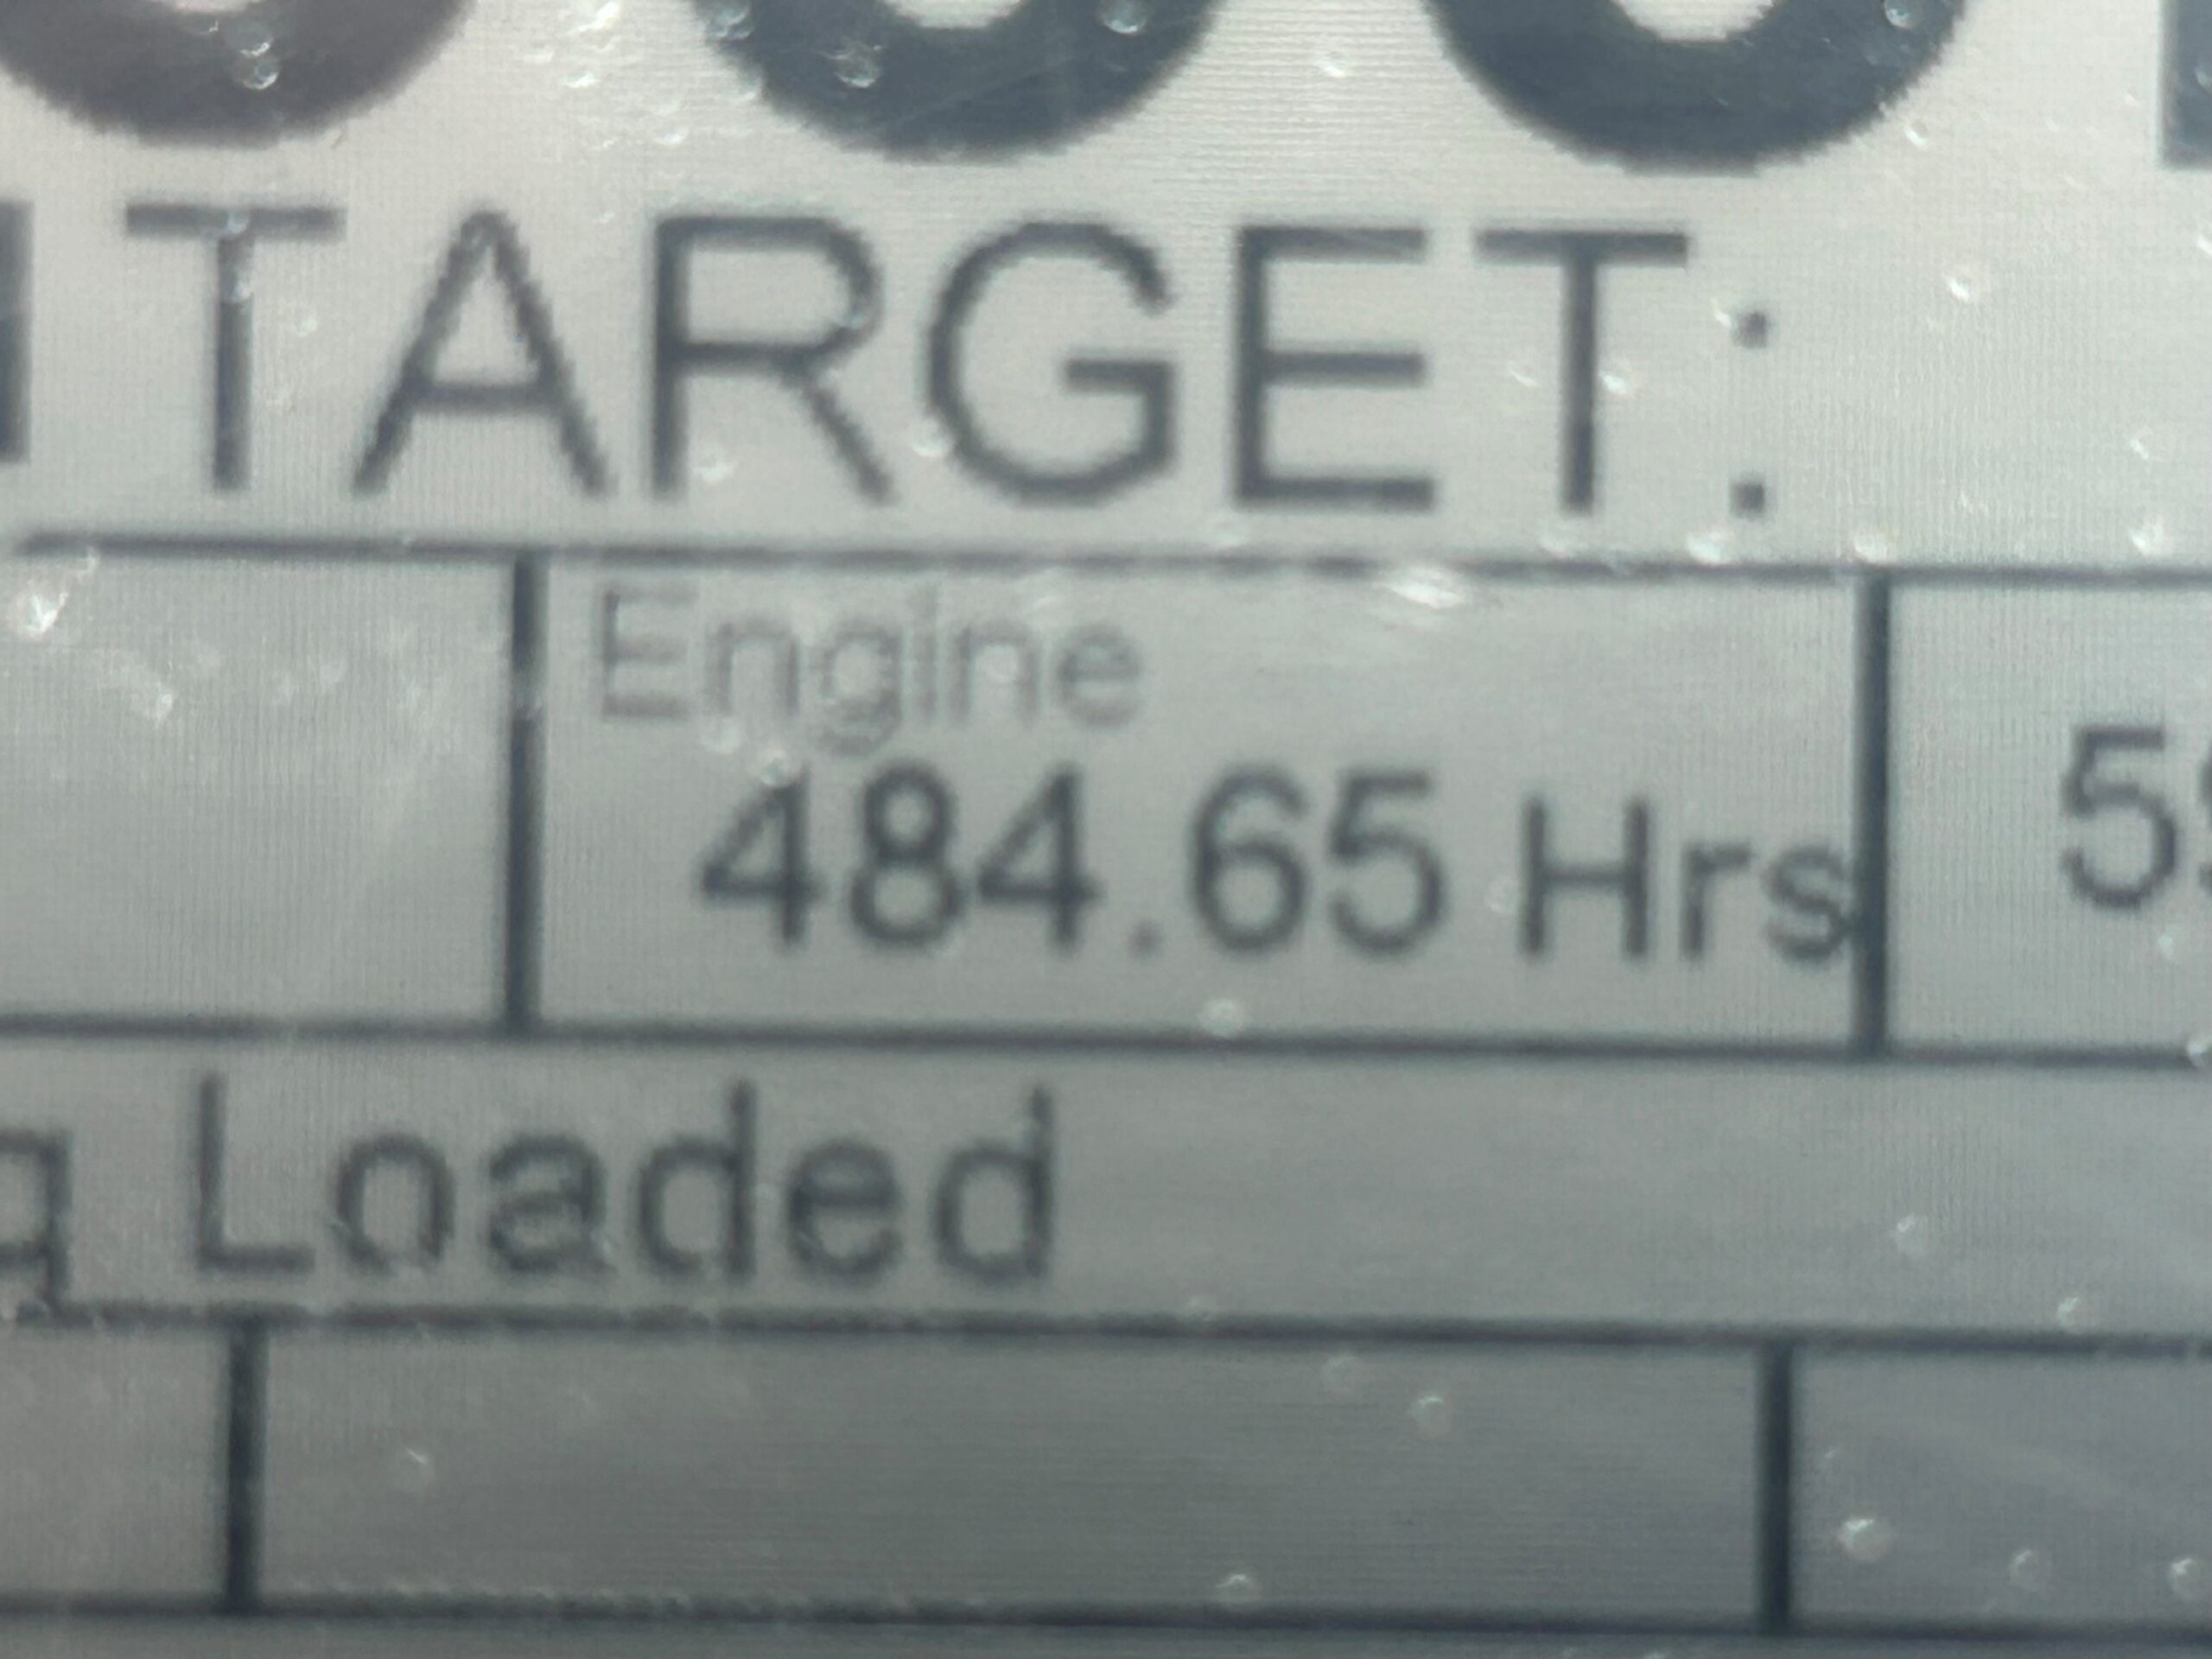 TARGET:
Engine
484.65 Hrs
Loaded